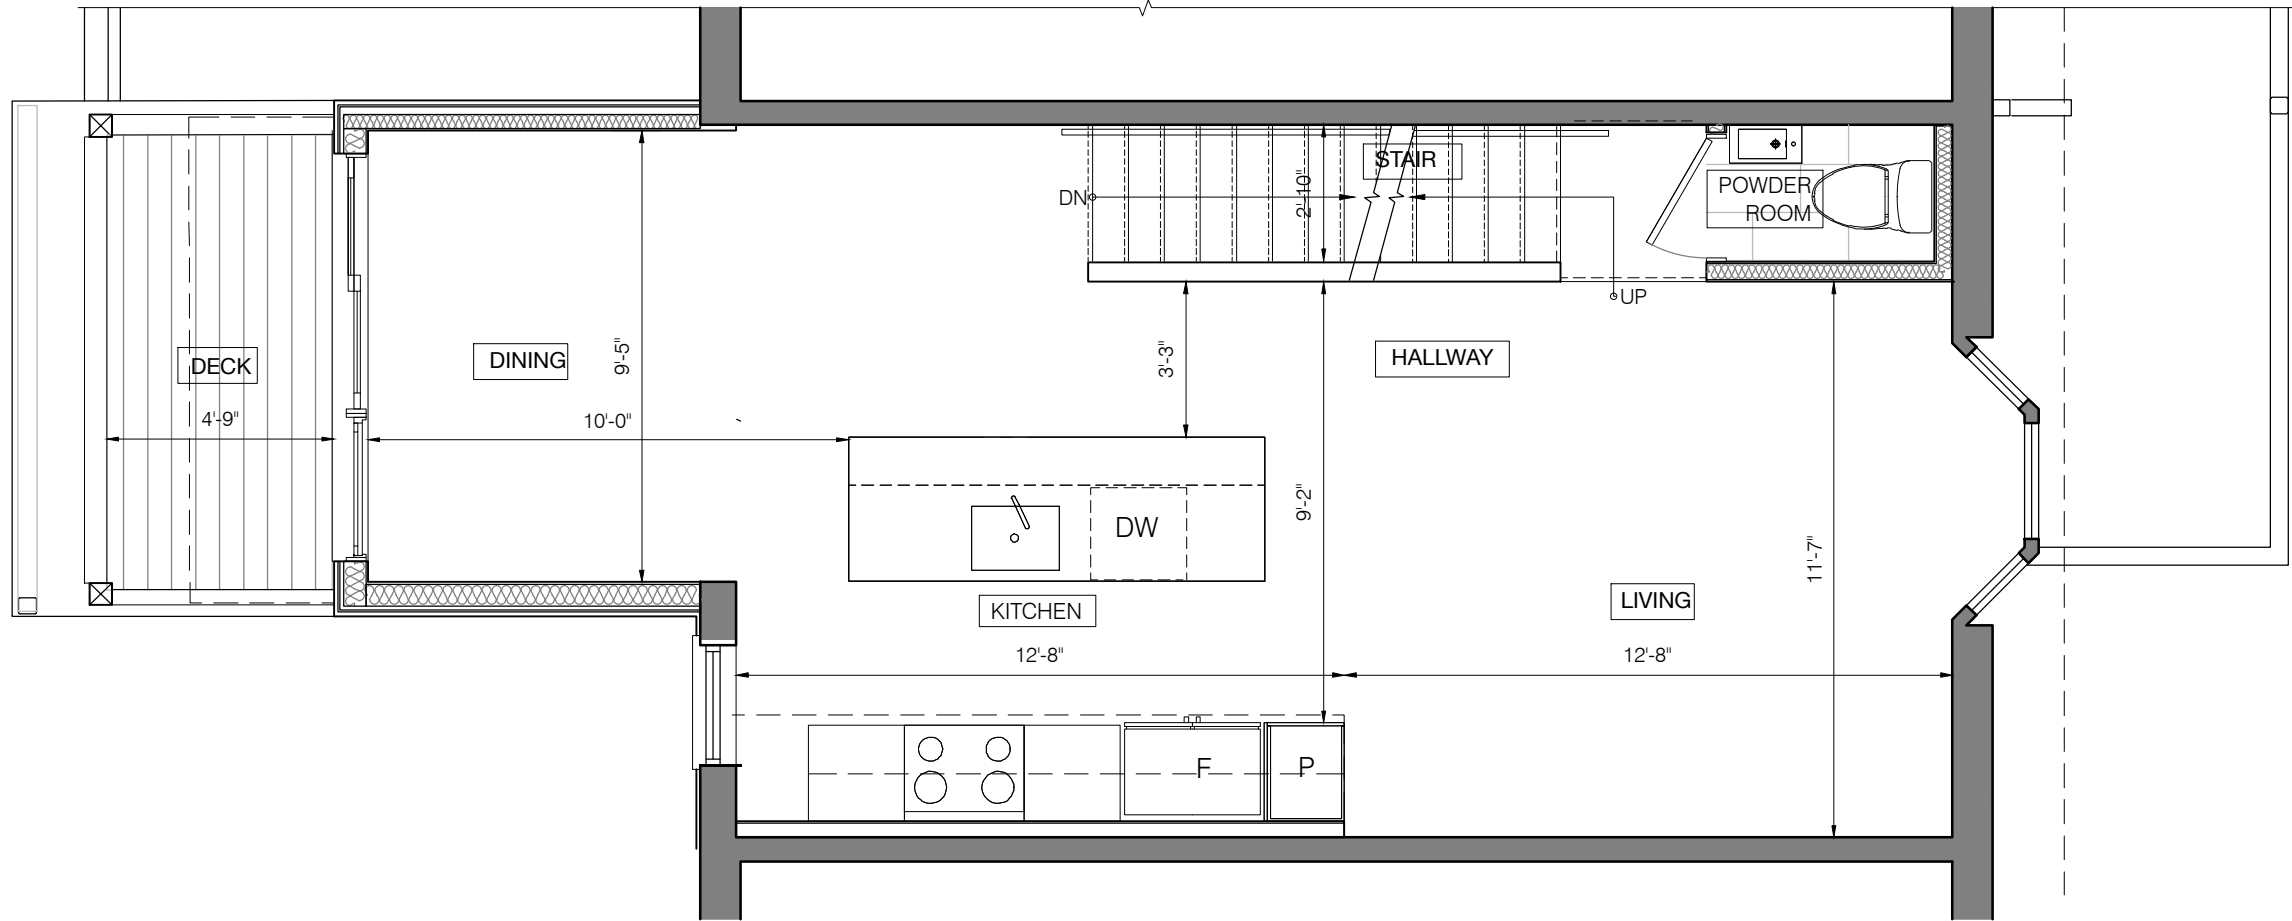 STAIR
POWDER
ROOM
DN
2'-10"
UP
DECK
DINING
9'-5"
3'-3"
HALLWAY
4'-9"
10'-0"
9'-2"
DW
11'-7"
KITCHEN
LIVING
12'-8"
12'-8"
F
P